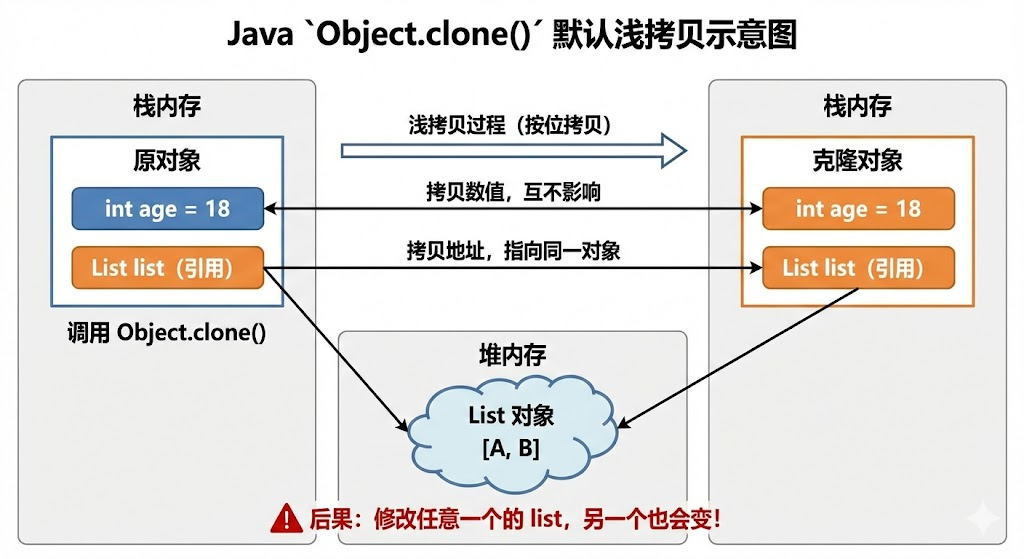 Java `Object.clone()´ 默认浅拷贝示意图
栈内存
原对象
int age = 18
List list（引用）
调用 Object.clone()
浅拷贝过程（按位拷贝）
拷贝数值，互不影响
拷贝地址，指向同一对象
栈内存
克隆对象
int age = 18
List list（引用）
堆内存
List 对象
[A, B]
后果：修改任意一个的 list，另一个也会变！